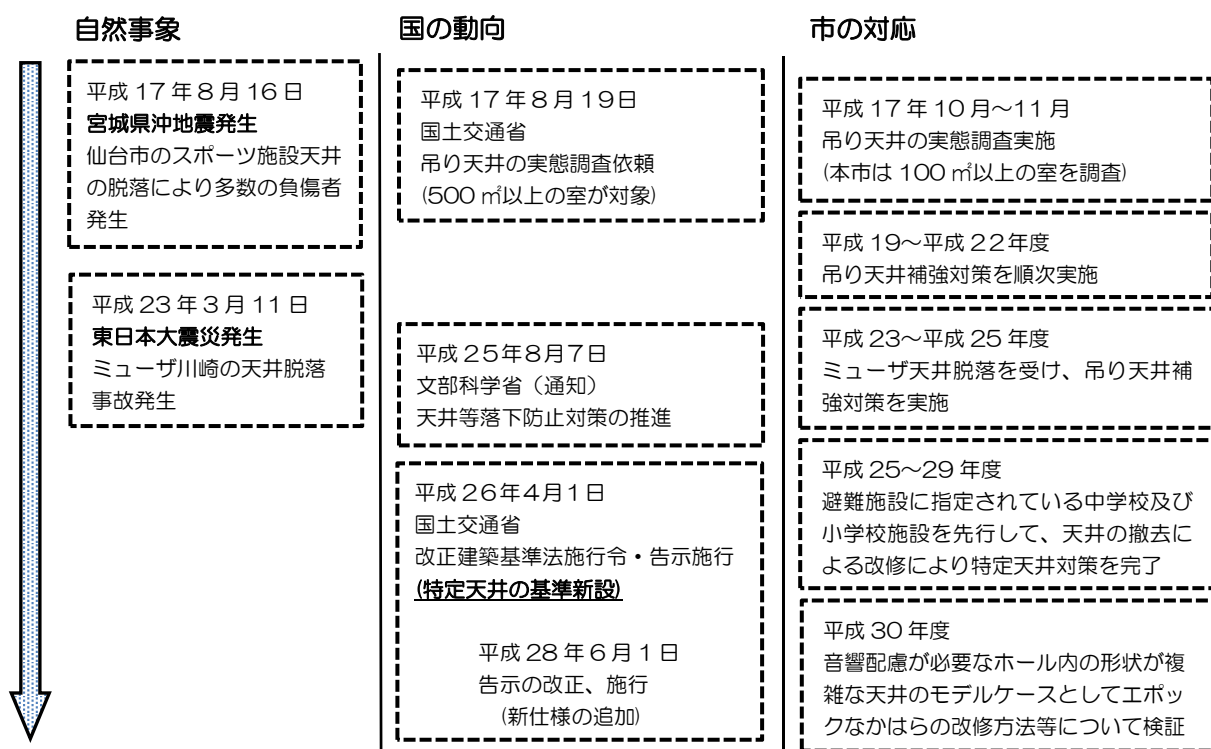 自然事象
平成17年8月16日
宮城県沖地震発生
仙台市のスポーツ施設天井
の脱落により多数の負傷者
発生
平成23年3月11日
東日本大震災発生
ミューザ川崎の天井脱落
事故発生
国の動向
平成17年8月19日
国土交通省
吊り天井の実態調査依頼
(500㎡以上の室が対象)
平成25年8月7日
文部科学省（通知）
天井等落下防止対策の推進
平成26年4月1日
国土交通省
改正建築基準法施行令・告示施行
(特定天井の基準新設)
平成28年6月1日
告示の改正、施行
(新仕様の追加)
市の対応
平成17年10月～11月
吊り天井の実態調査実施
(本市は100㎡以上の室を調査)
平成19～平成22年度
吊り天井補強対策を順次実施
平成23～平成25年度
ミューザ天井脱落を受け、吊り天井補
強対策を実施
平成25～29年度
避難施設に指定されている中学校及び
小学校施設を先行して、天井の撤去に
よる改修により特定天井対策を完了
平成30年度
音響配慮が必要なホール内の形状が複
雑な天井のモデルケースとしてエポッ
クなかはらの改修方法等について検証